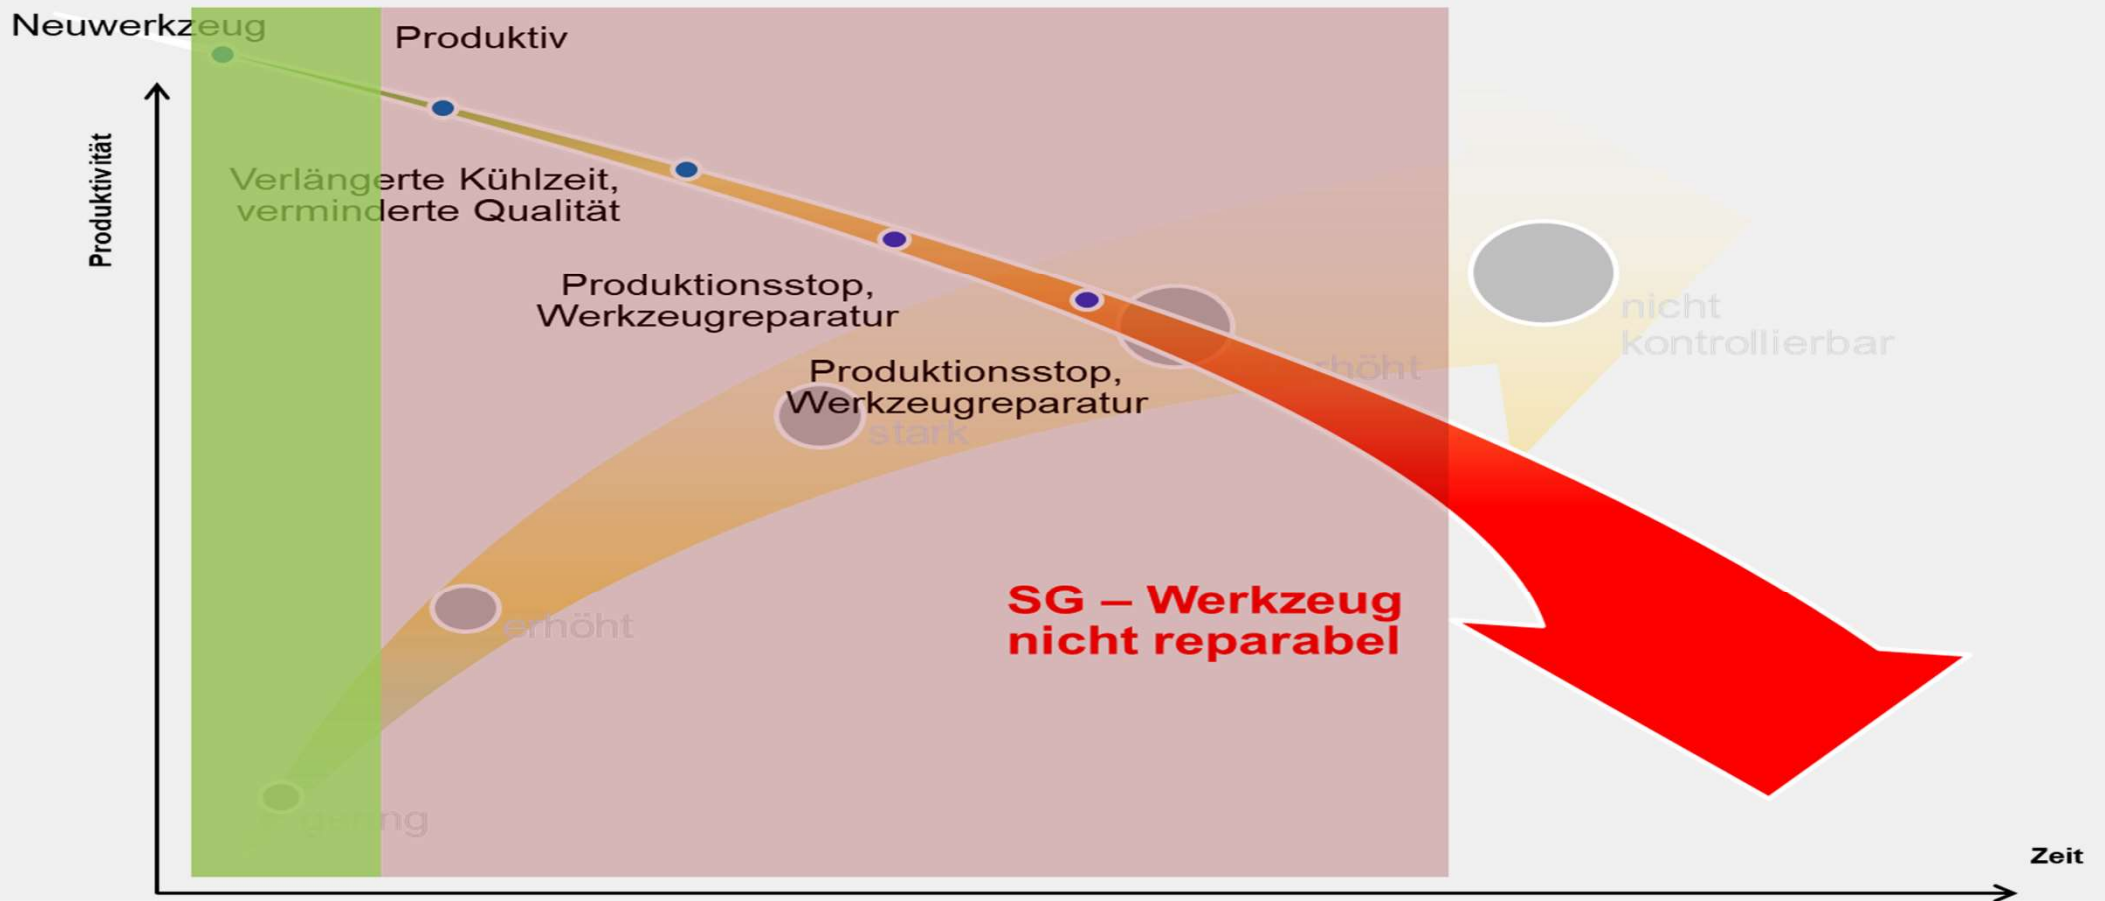 Neuwerkzeug
Produktiv
Produktivität
Verlängerte Kühlzeit,
verminderte Qualität
Produktionsstop,
Werkzeugreparatur
nicht
kontrollierbar
Produktionsstop,
Werkzeugreparatur
erhöht
stark
SG – Werkzeug
nicht reparabel
erhöht
gering
Zeit